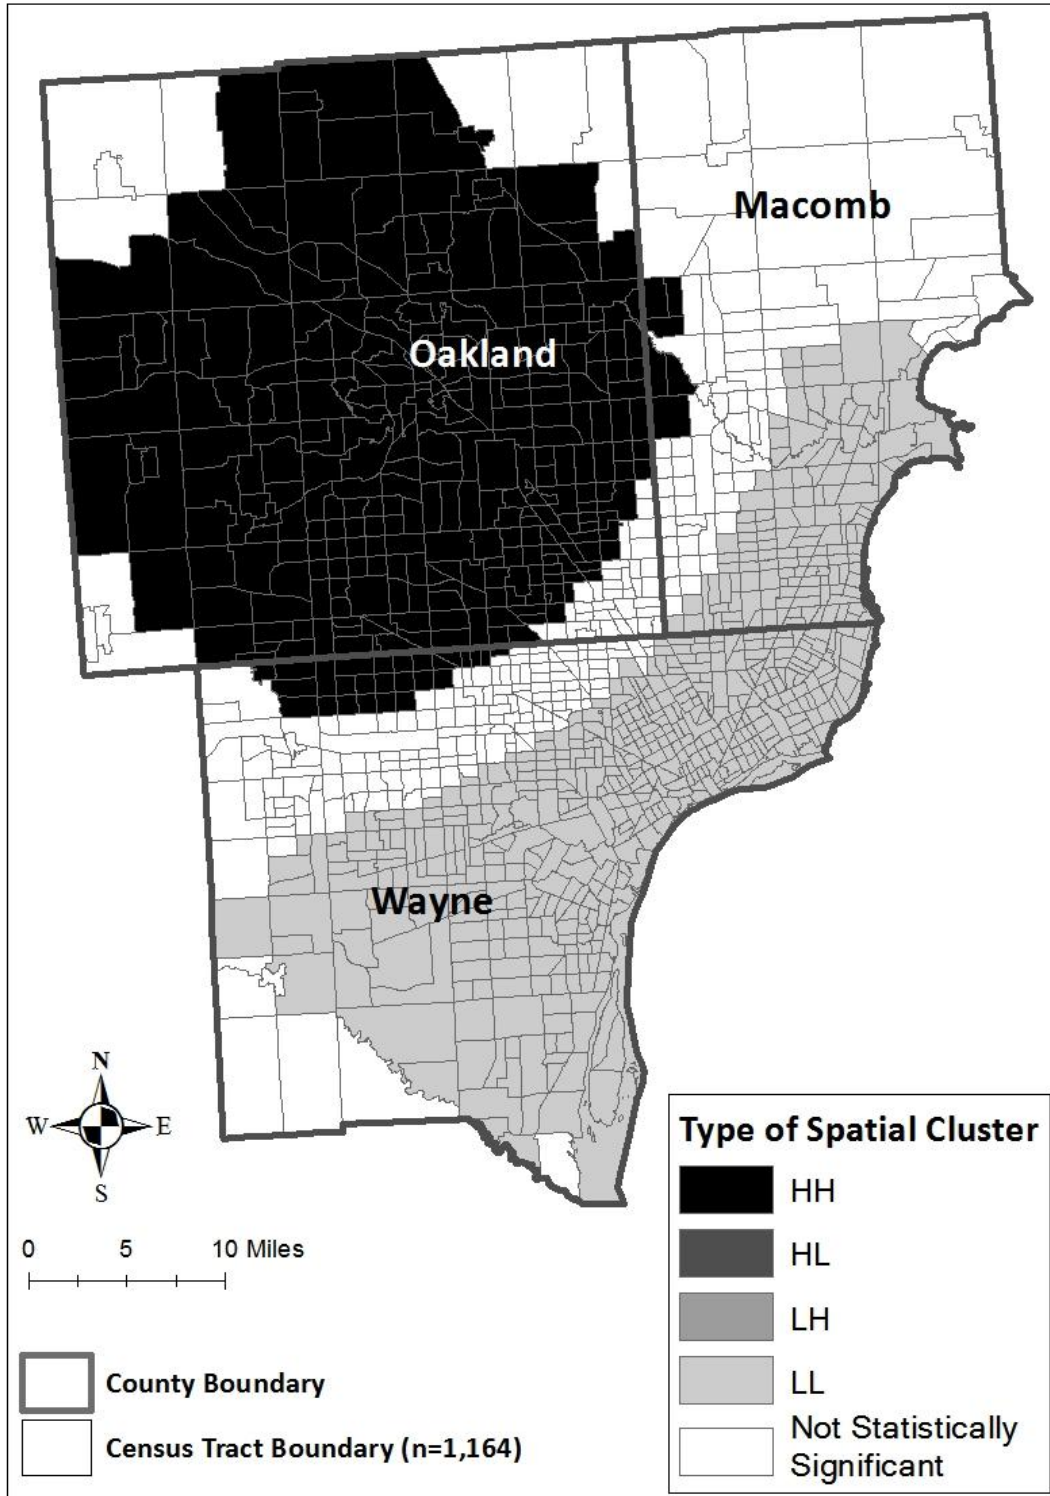 Macomb
Oakland
Wayne
N
W E
S
0 5 10 Miles
County Boundary
Census Tract Boundary (n=1,164)
Type of Spatial Cluster
HH
HL
LH
LL
Not Statistically
Significant